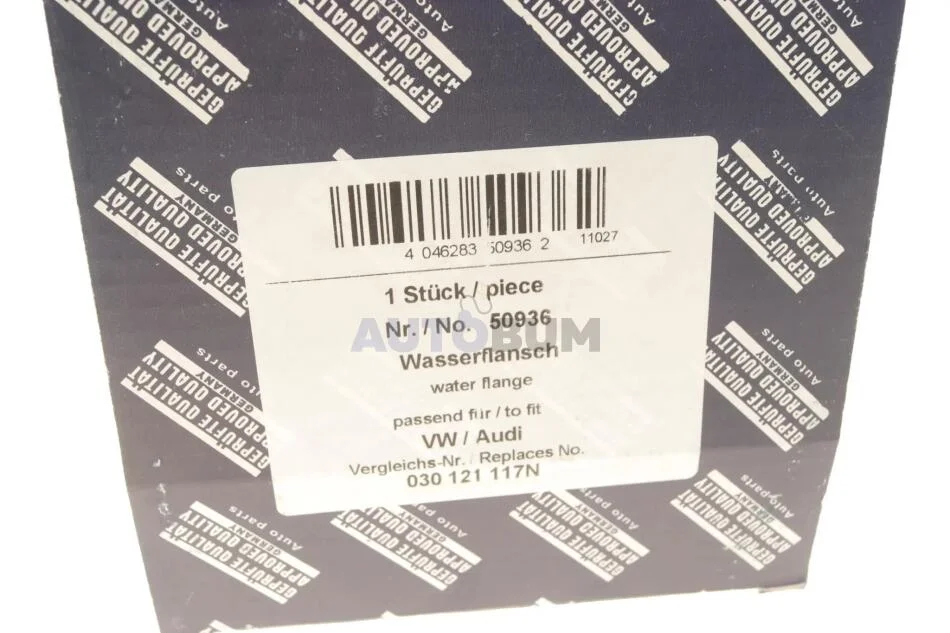 GEPRÜFTE QUALITÄT
APPROVED QUALITY
GERMANY
Auto parts
4 046283 50936 2
11027
1 Stück / piece
Nr. / No. 50936
AUTOBUM
Wasserflansch
water flange
passend für / to fit
VW / Audi
Vergleichs-Nr. / Replaces No.
030 121 117N